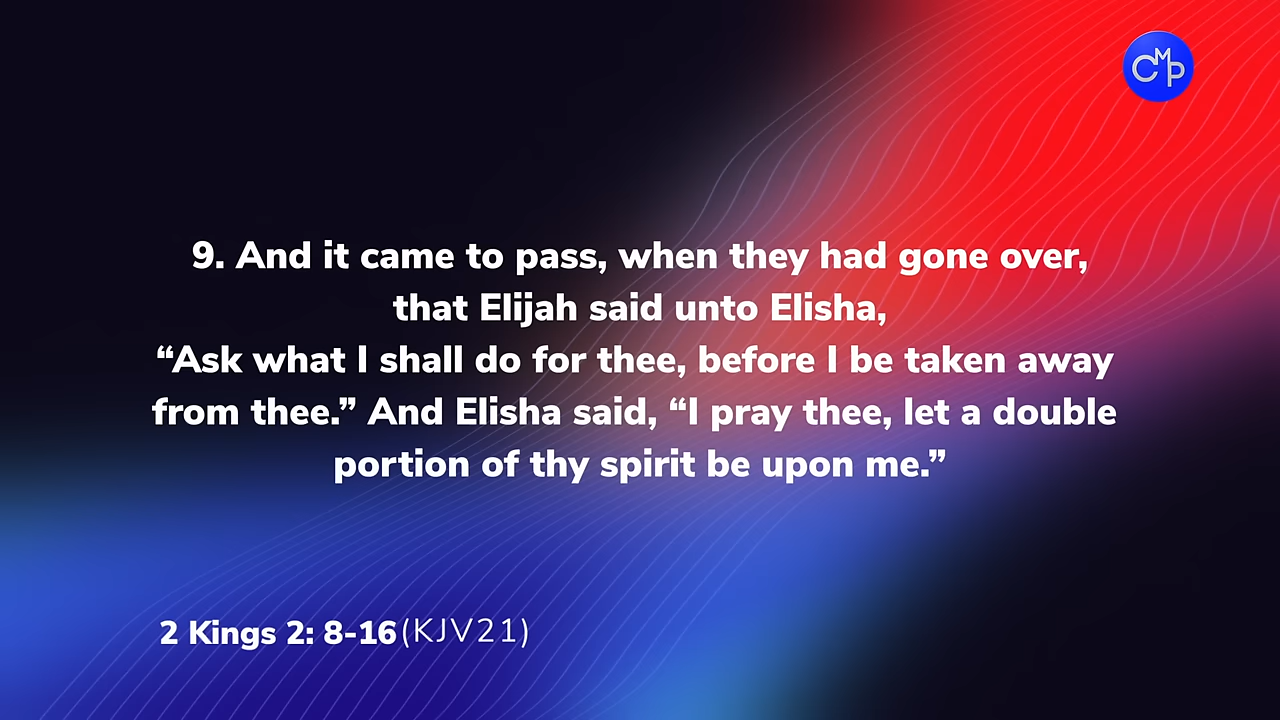 CMP
9. And it came to pass, when they had gone over,
that Elijah said unto Elisha,
“Ask what I shall do for thee, before I be taken away
from thee.” And Elisha said, “I pray thee, let a double
portion of thy spirit be upon me.”
2 Kings 2: 8-16 (KJV21)